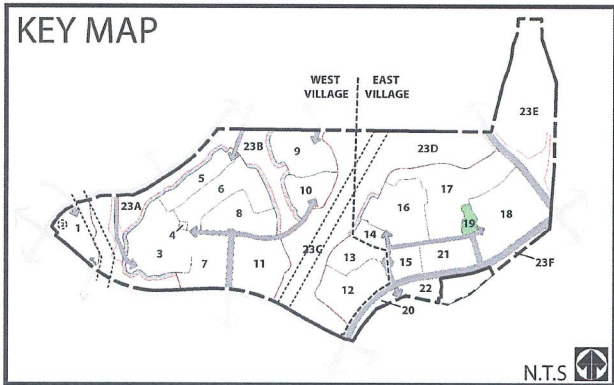 KEY MAP
WEST VILLAGE
EAST VILLAGE
23E
23B
9
23D
5
6
10
17
23A
16
18
8
19
1
4
14
23C
3
13
15
21
7
11
23F
12
22
20
N.T.S